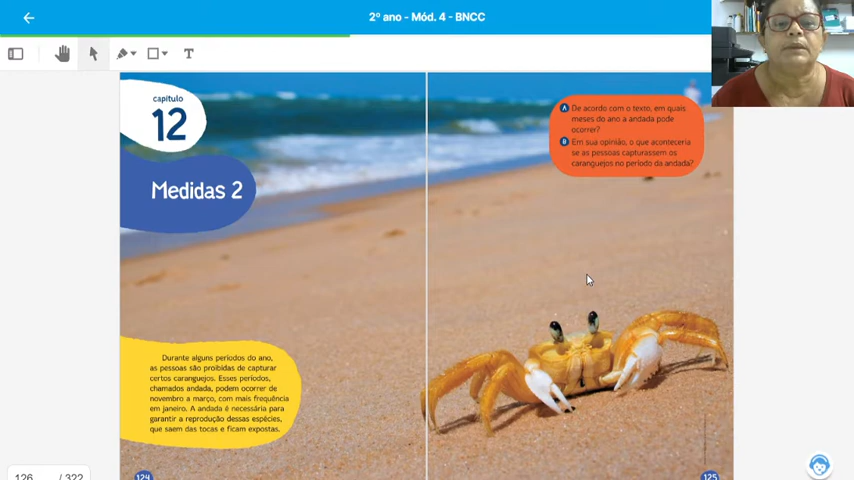 2º ano - Mód. 4 - BNCC
T
capítulo
12
Medidas 2
A De acordo com o texto, em quais
meses do ano a andada pode
ocorrer?
B Em sua opinião, o que aconteceria
se as pessoas capturassem os
caranguejos no período da andada?
Durante alguns períodos do ano,
as pessoas são proibidas de capturar
certos caranguejos. Esses períodos,
chamados andada, podem ocorrer de
novembro a março, com mais frequência
em janeiro. A andada é necessária para
garantir a reprodução dessas espécies,
que saem das tocas e ficam expostas.
126 / 322
124
125